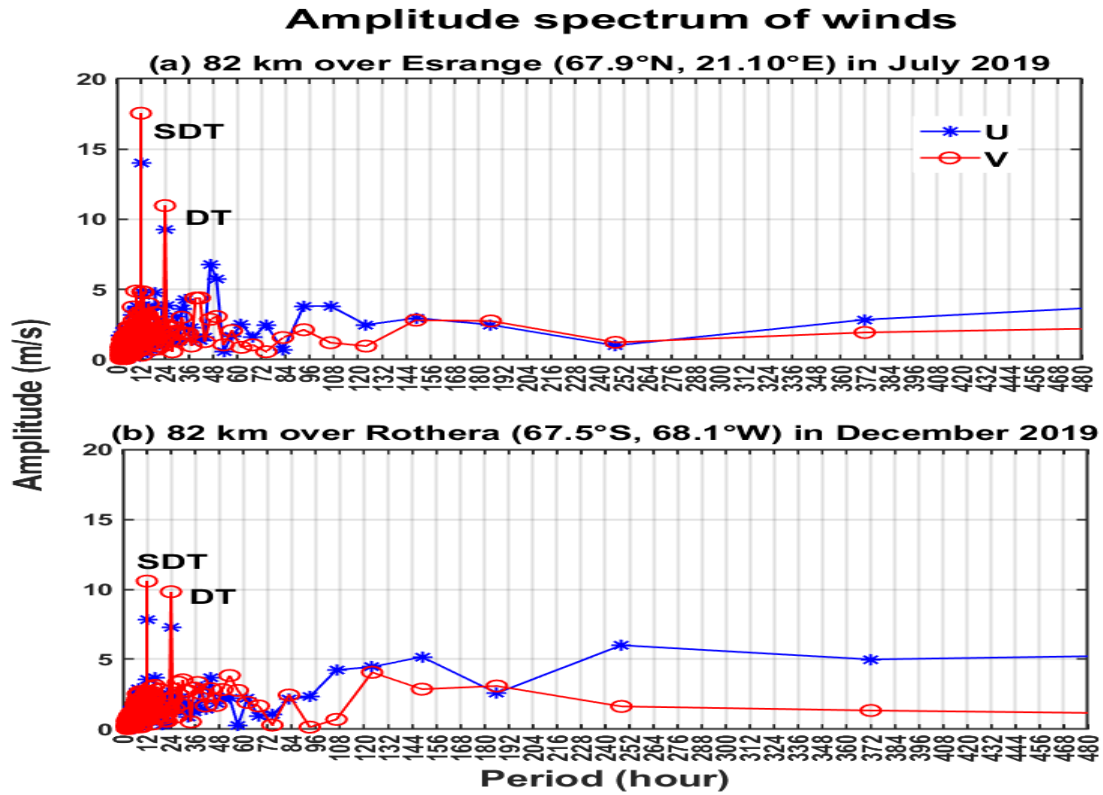 Amplitude spectrum of winds
(a) 82 km over Esrange (67.9°N, 21.10°E) in July 2019
20
15
10
5
0
SDT
DT
U
V
0 12 24 36 48 60 72 84 96 108 120 132 144 156 168 180 192 204 216 228 240 252 264 276 288 300 312 324 336 348 360 372 384 396 408 420 432 444 456 468 480
Amplitude (m/s)
(b) 82 km over Rothera (67.5°S, 68.1°W) in December 2019
20
15
10
5
0
SDT
DT
0 12 24 36 48 60 72 84 96 108 120 132 144 156 168 180 192 204 216 228 240 252 264 276 288 300 312 324 336 348 360 372 384 396 408 420 432 444 456 468 480
Period (hour)